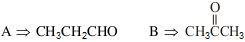 O
A ⇒ CH₃CH₂CHO B ⇒ CH₃CCH₃